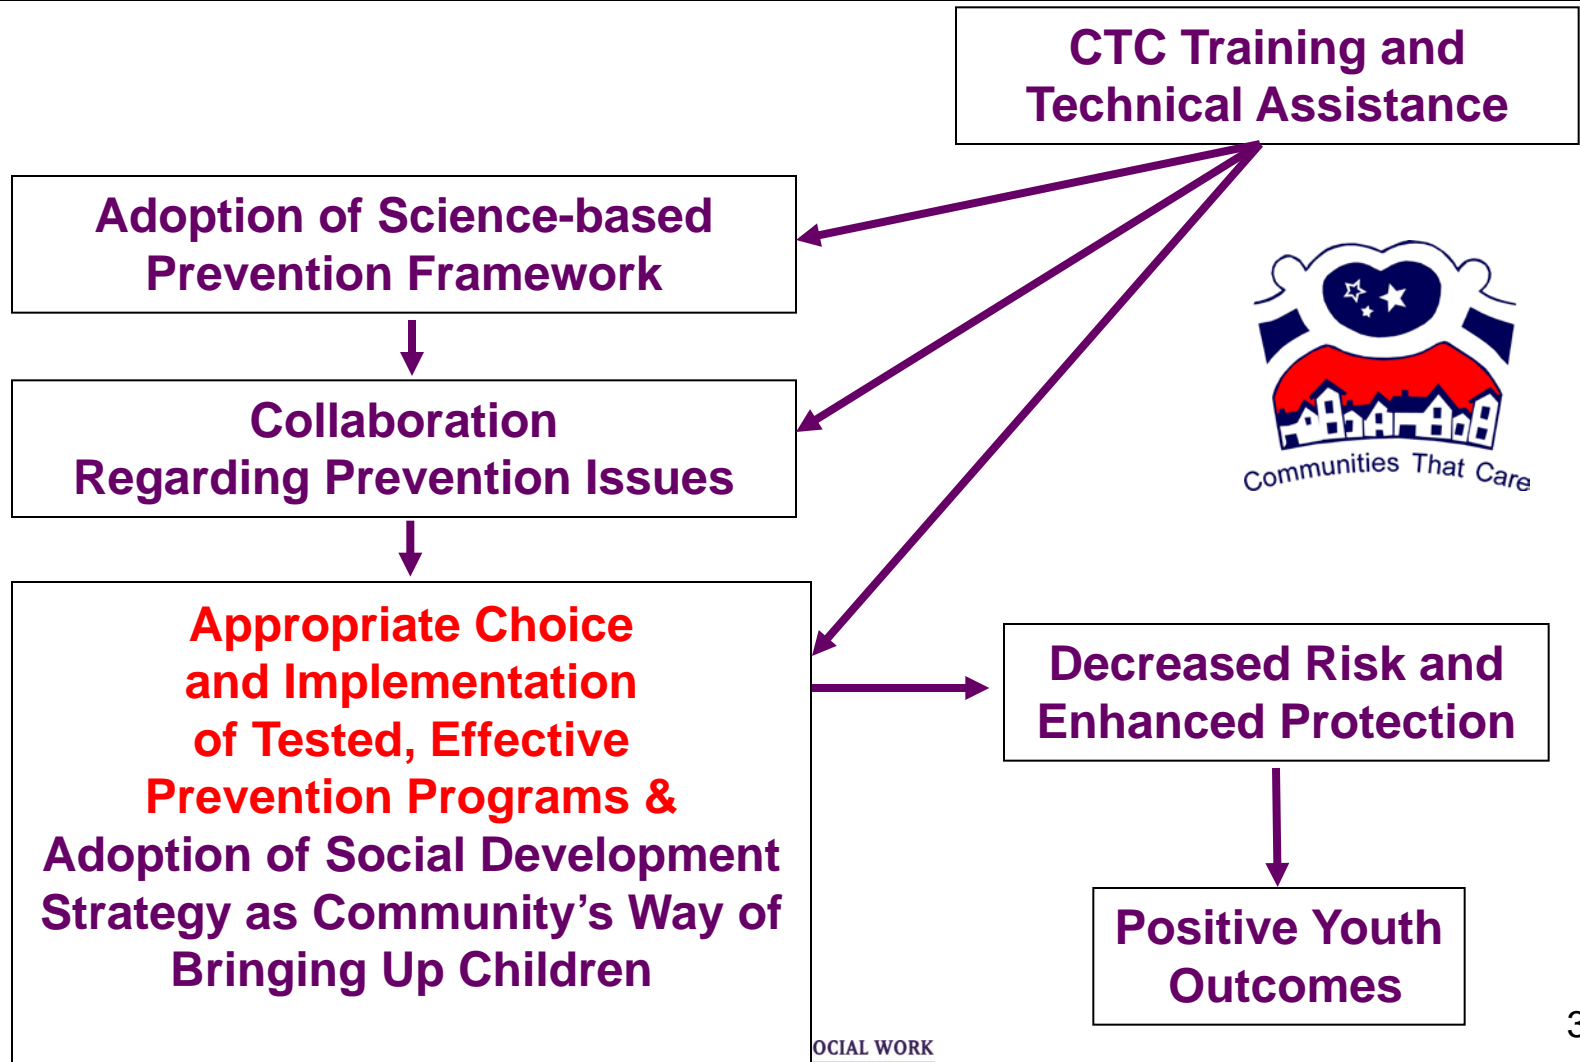 CTC Training and
Technical Assistance
Adoption of Science-based
Prevention Framework
Collaboration
Regarding Prevention Issues
Appropriate Choice
and Implementation
of Tested, Effective
Prevention Programs &
Adoption of Social Development
Strategy as Community’s Way of
Bringing Up Children
Communities That Care
Decreased Risk and
Enhanced Protection
Positive Youth
Outcomes
OCIAL WORK
3